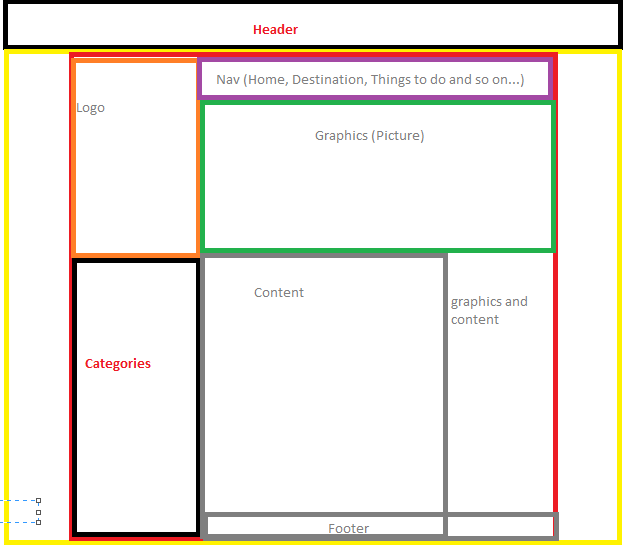 Header
Nav (Home, Destination, Things to do and so on...)
Logo
Graphics (Picture)
Content
graphics and
content
Categories
Footer